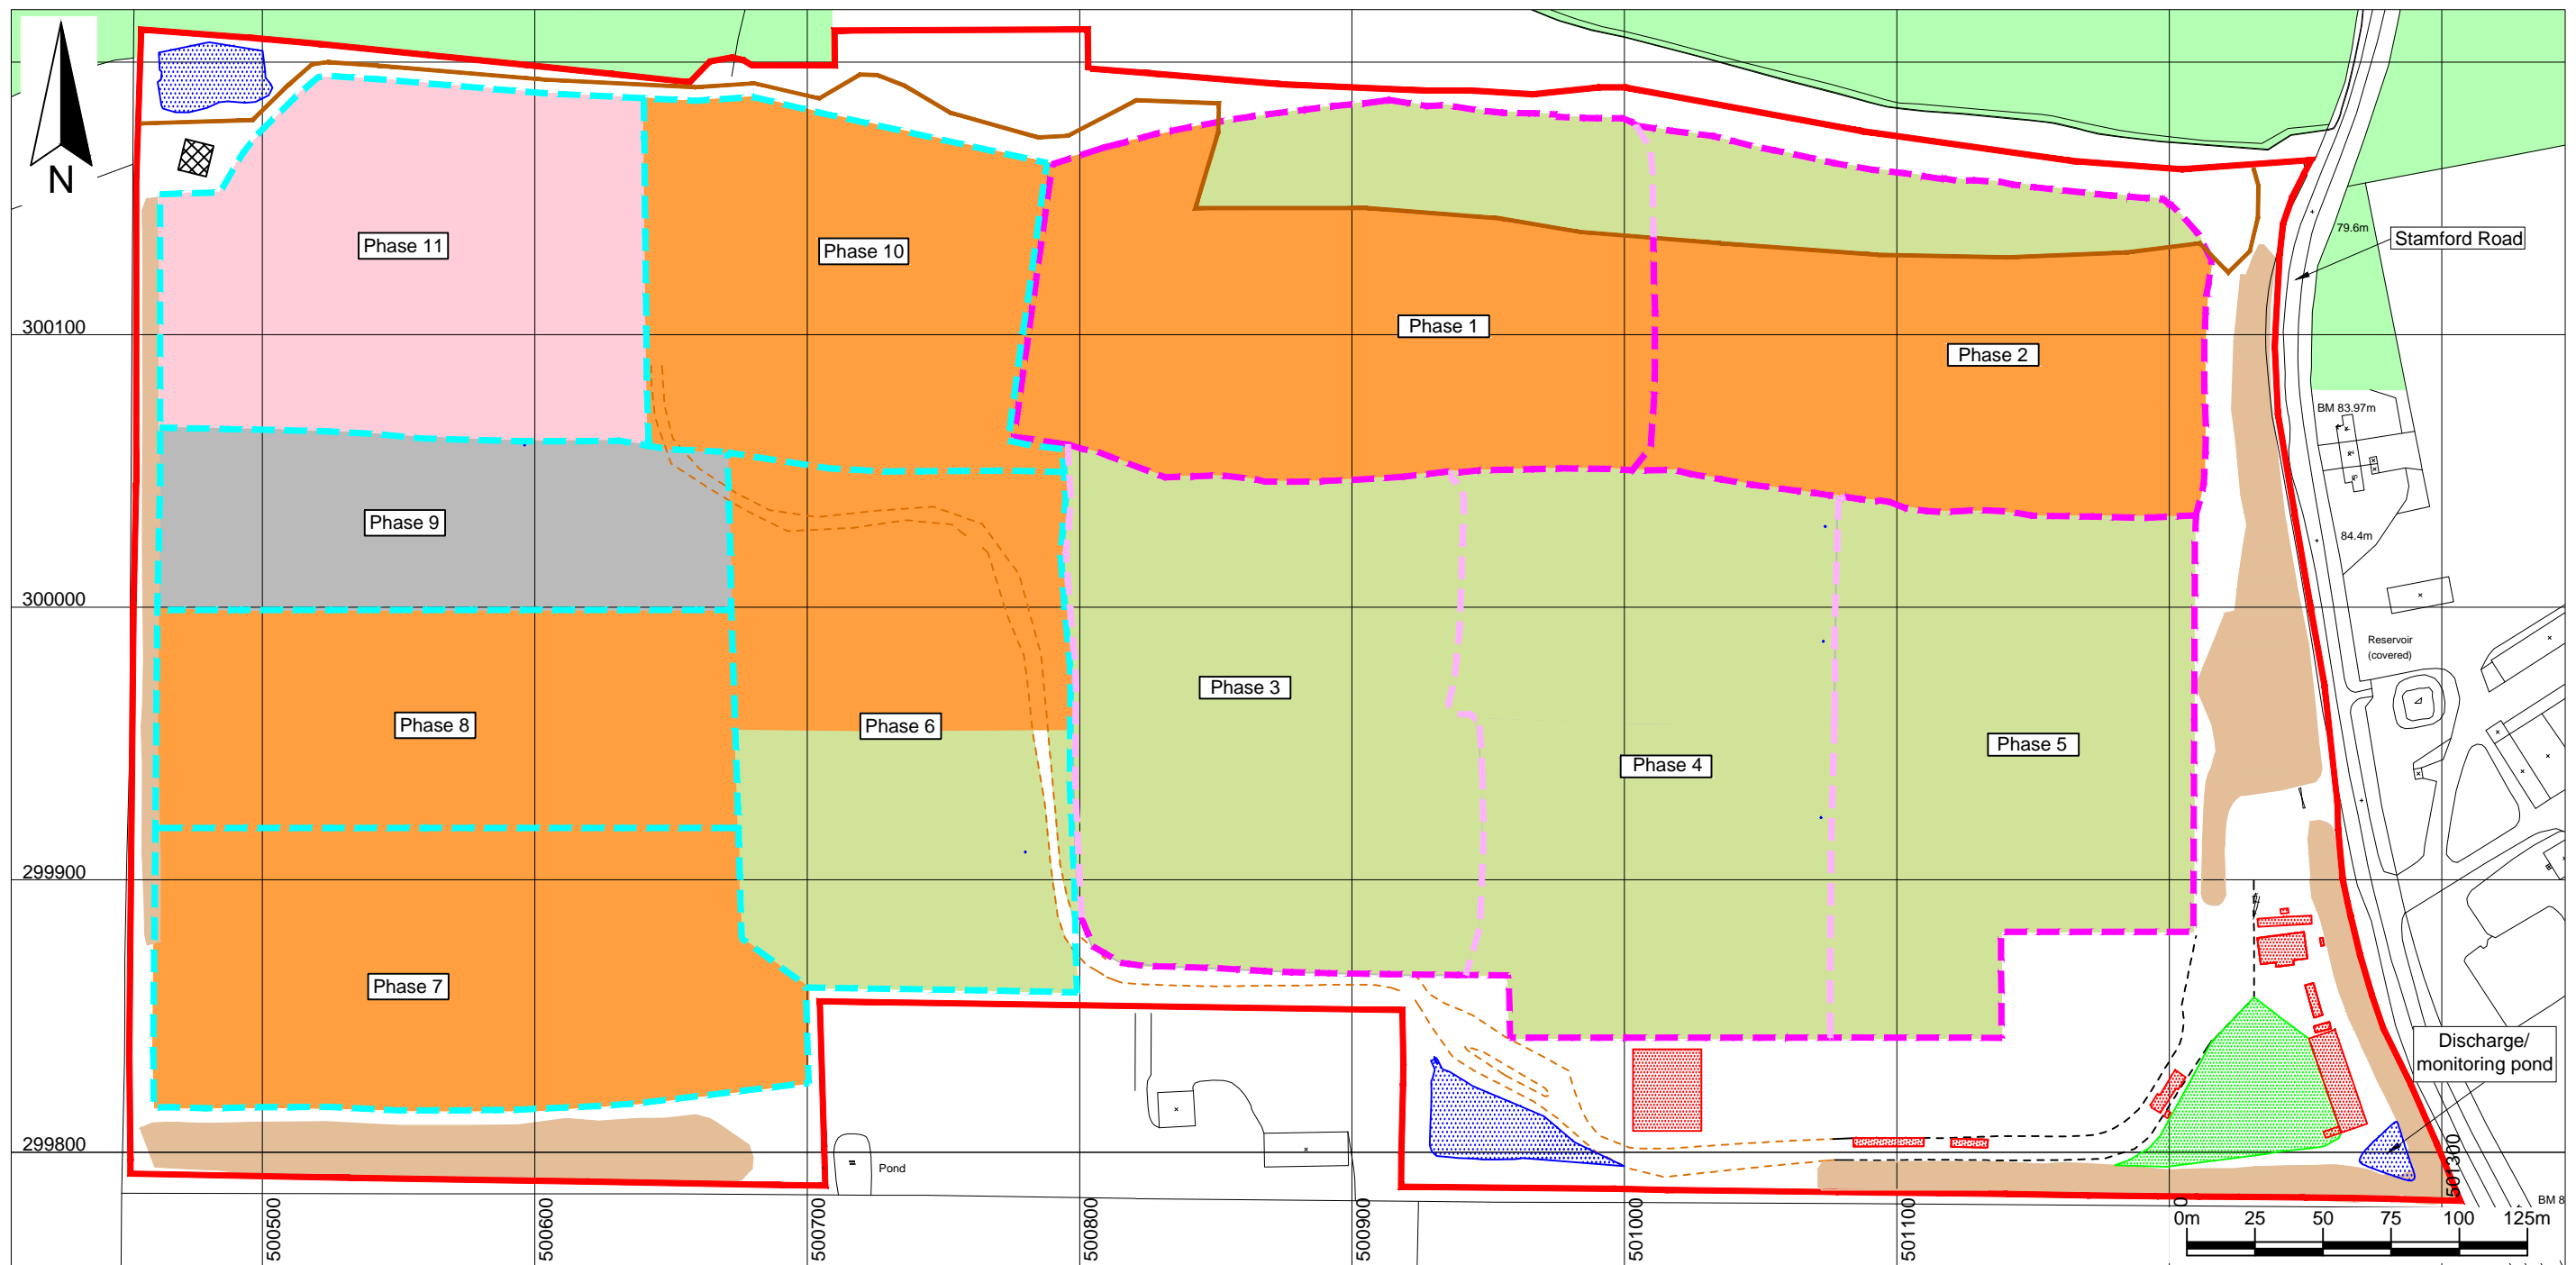 N
Phase 11
Phase 10
Phase 1
Phase 2
79.6m
Stamford Road
300100
BM 83.97m
Phase 9
84.4m
300000
Reservoir
(covered)
Phase 3
Phase 8
Phase 6
Phase 5
Phase 4
299900
Phase 7
Discharge/
monitoring pond
299800
Pond
500500
500600
500700
500800
500900
501000
501100
501300
BM 8
0m 25 50 75 100 125m